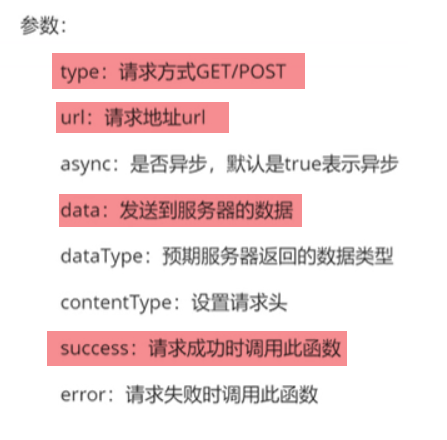 参数：
type：请求方式GET/POST
url：请求地址url
async：是否异步，默认是true表示异步
data：发送到服务器的数据
dataType：预期服务器返回的数据类型
contentType：设置请求头
success：请求成功时调用此函数
error：请求失败时调用此函数